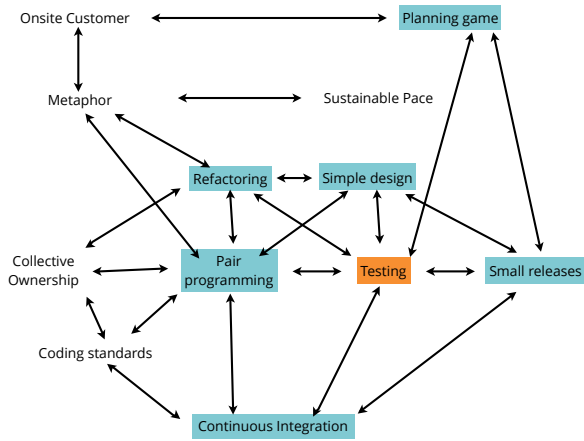 Onsite Customer
Planning game
Metaphor
Sustainable Pace
Refactoring
Simple design
Collective
Ownership
Pair
programming
Testing
Small releases
Coding standards
Continuous Integration